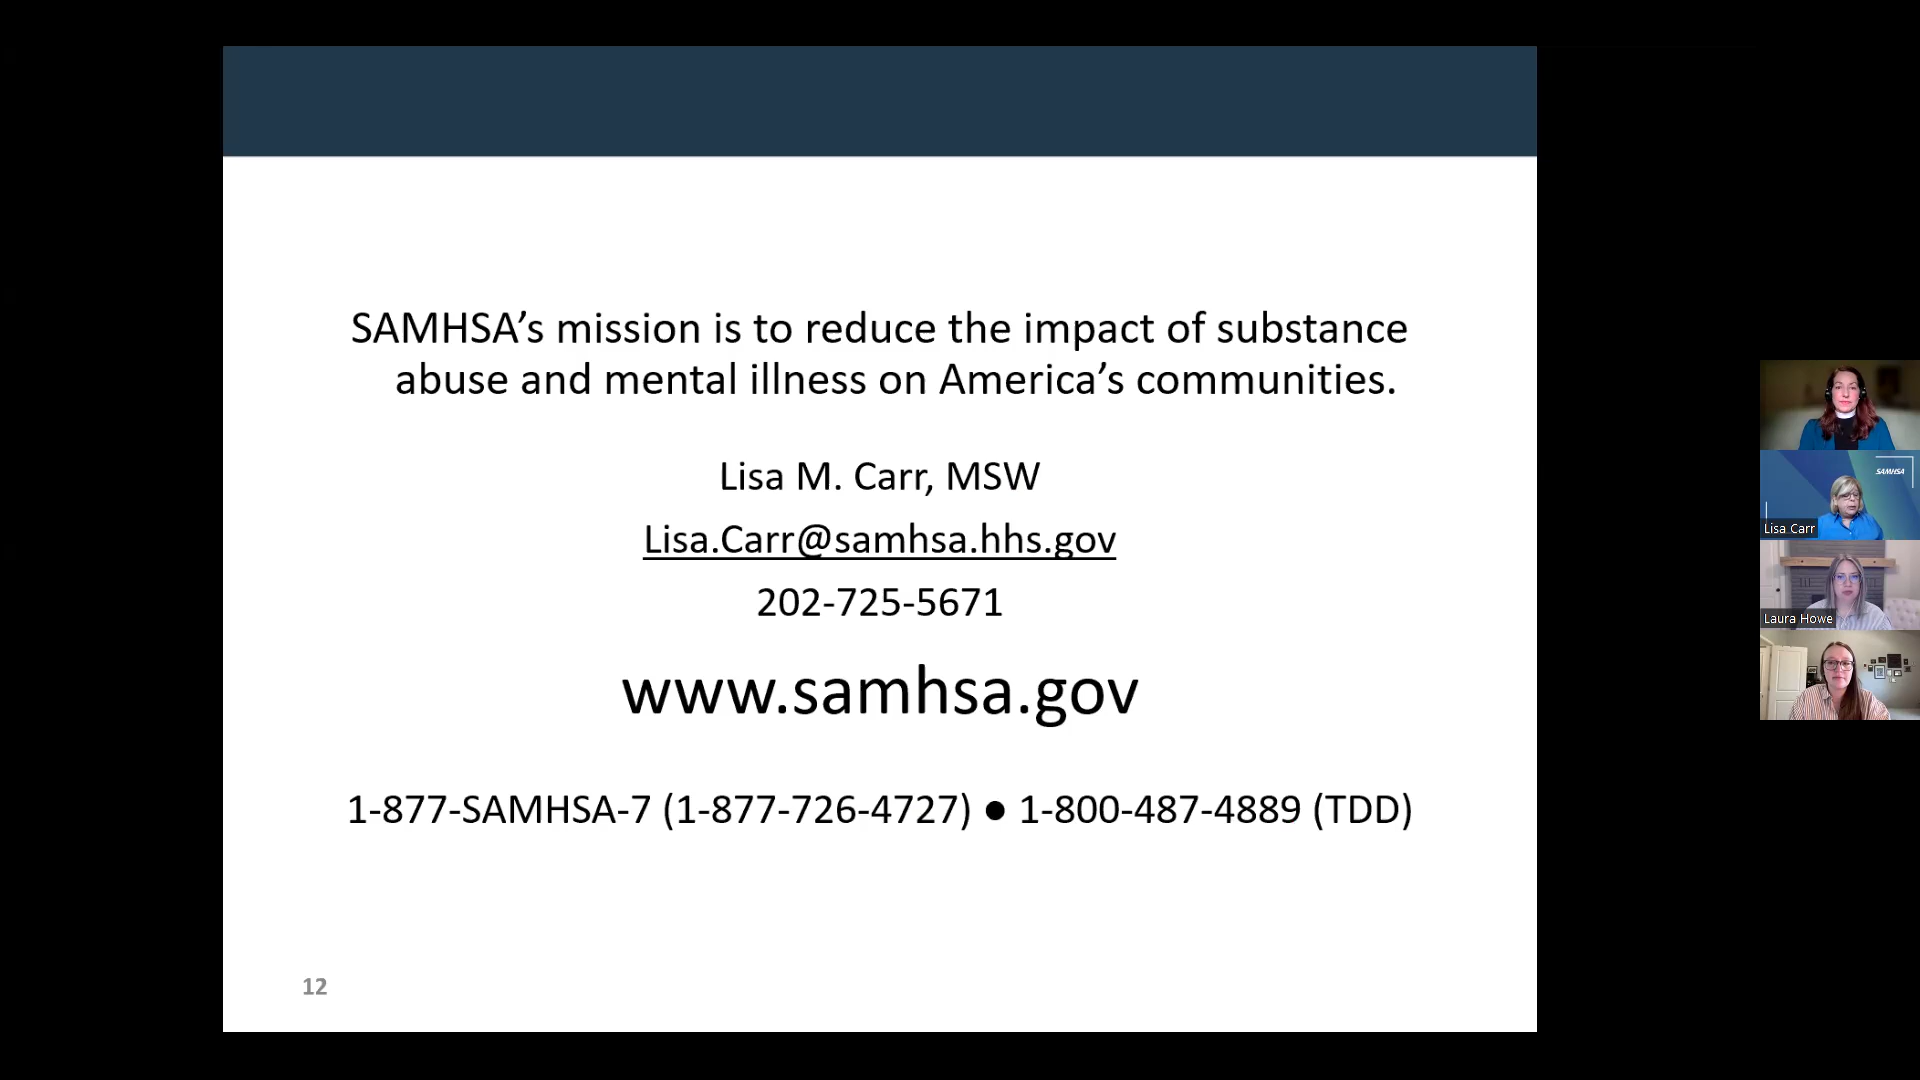 SAMHSA’s mission is to reduce the impact of substance
abuse and mental illness on America’s communities.
Lisa M. Carr, MSW
Lisa.Carr@samhsa.hhs.gov
202-725-5671
www.samhsa.gov
1-877-SAMHSA-7 (1-877-726-4727) ● 1-800-487-4889 (TDD)
12
SAMHSA
Lisa Carr
Laura Howe